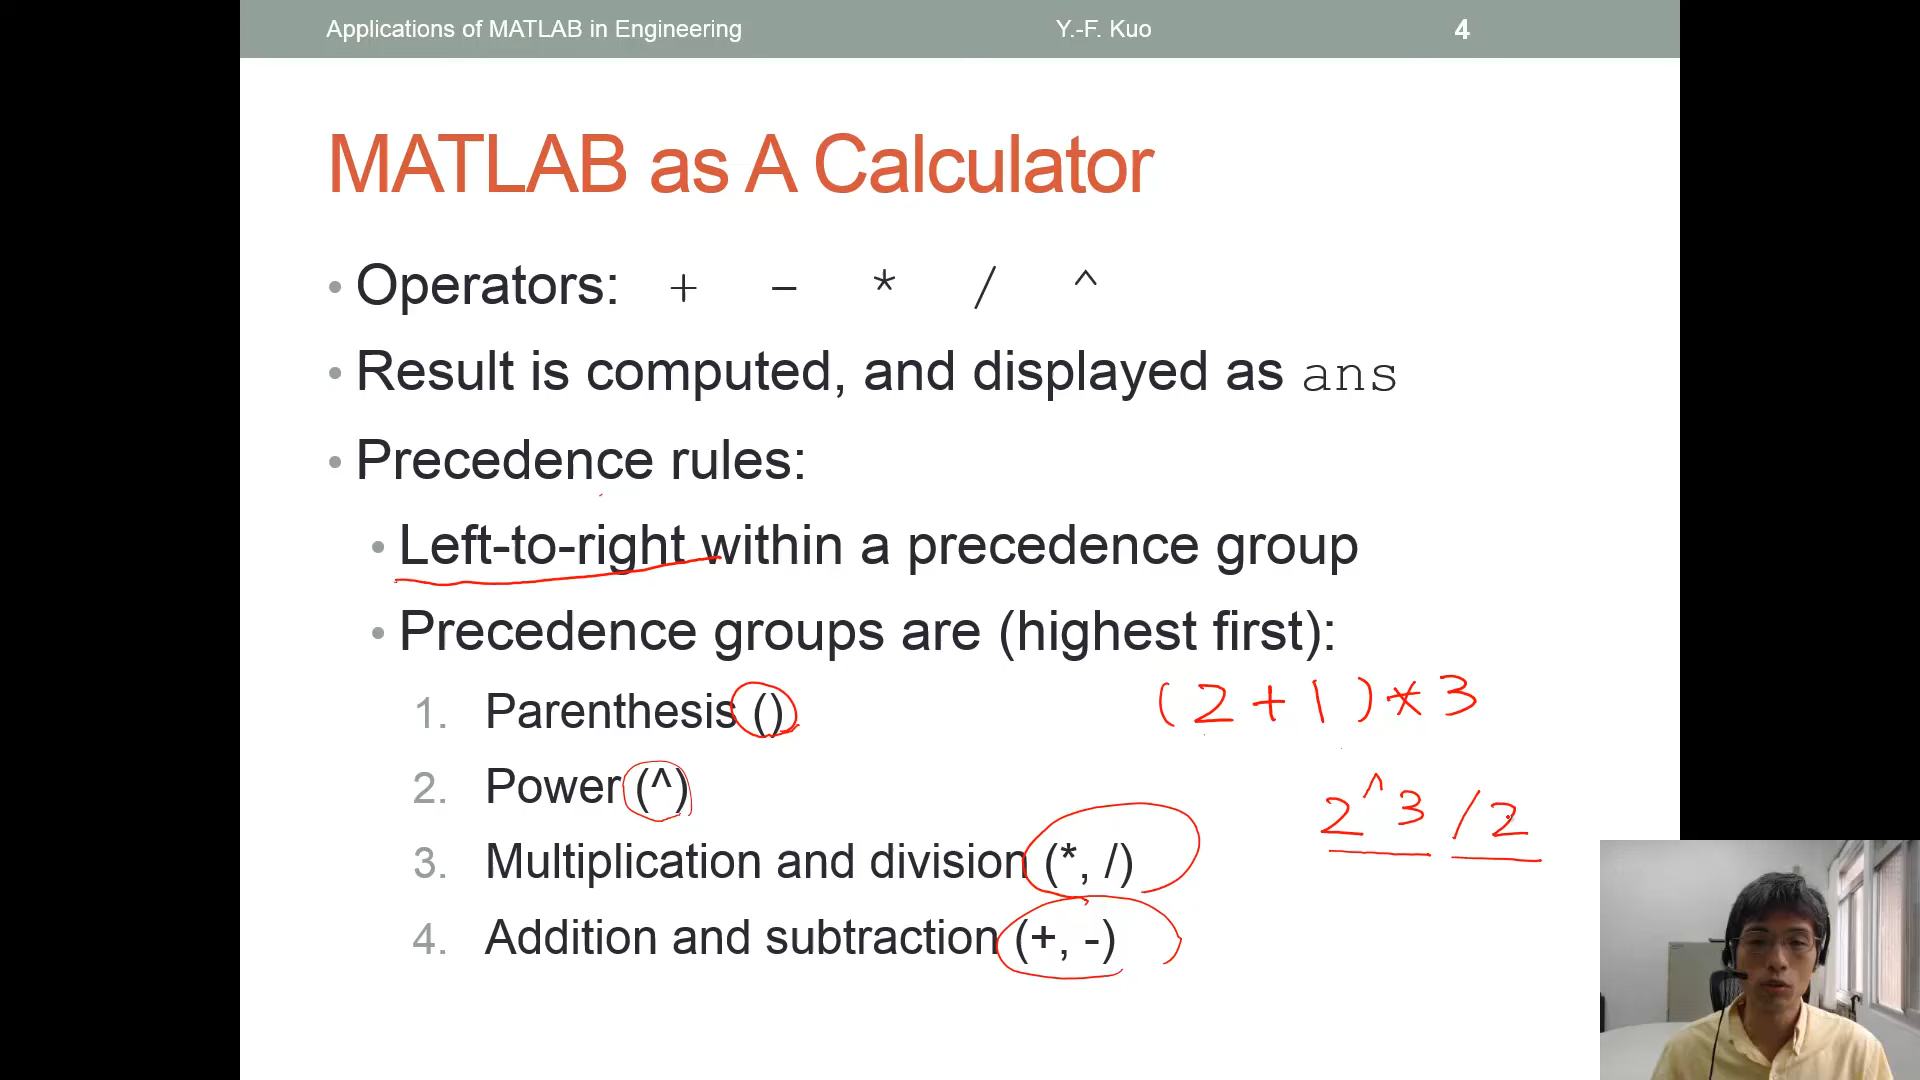 Applications of MATLAB in Engineering Y.-F. Kuo 4
MATLAB as A Calculator
• Operators: + - * / ^
• Result is computed, and displayed as ans
• Precedence rules:
• Left-to-right within a precedence group
• Precedence groups are (highest first):
1. Parenthesis ()
(2+1)*3
2. Power (^)
2^3/2
3. Multiplication and division (*, /)
4. Addition and subtraction (+, -)